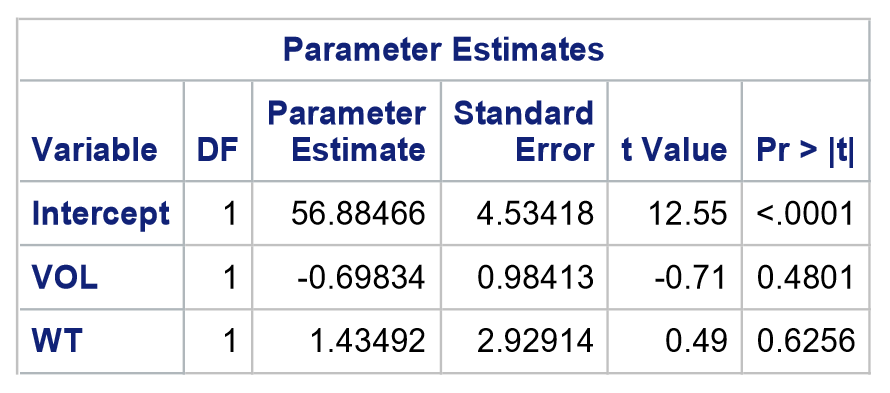 Parameter Estimates
Variable DF Parameter Estimate Standard Error t Value Pr > |t|
Intercept 1 56.88466 4.53418 12.55 <.0001
VOL 1 -0.69834 0.98413 -0.71 0.4801
WT 1 1.43492 2.92914 0.49 0.6256